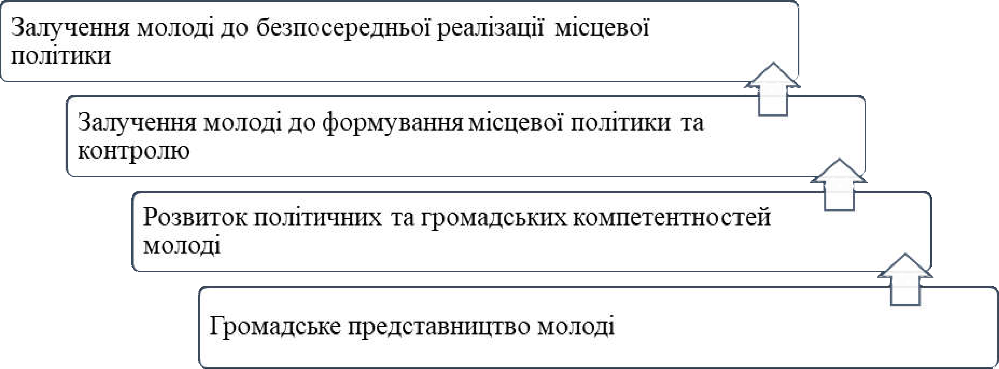 Залучення молоді до безпосередньої реалізації місцевої
політики
Залучення молоді до формування місцевої політики та
контролю
Розвиток політичних та громадських компетентностей
молоді
Громадське представництво молоді